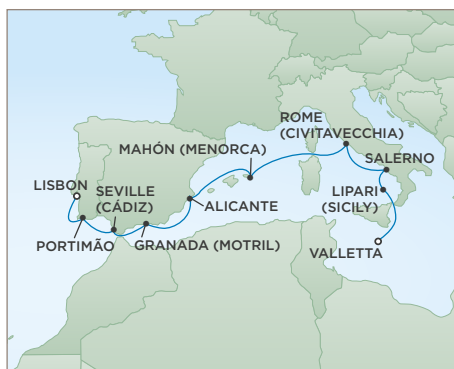 ROME
(CIVITAVECCHIA)
MAHÓN (MENORCA)
SALERNO
LISBON
SEVILLE
(CÁDIZ)
LIPARI
(SICILY)
ALICANTE
PORTIMÃO
GRANADA (MOTRIL)
VALLETTA